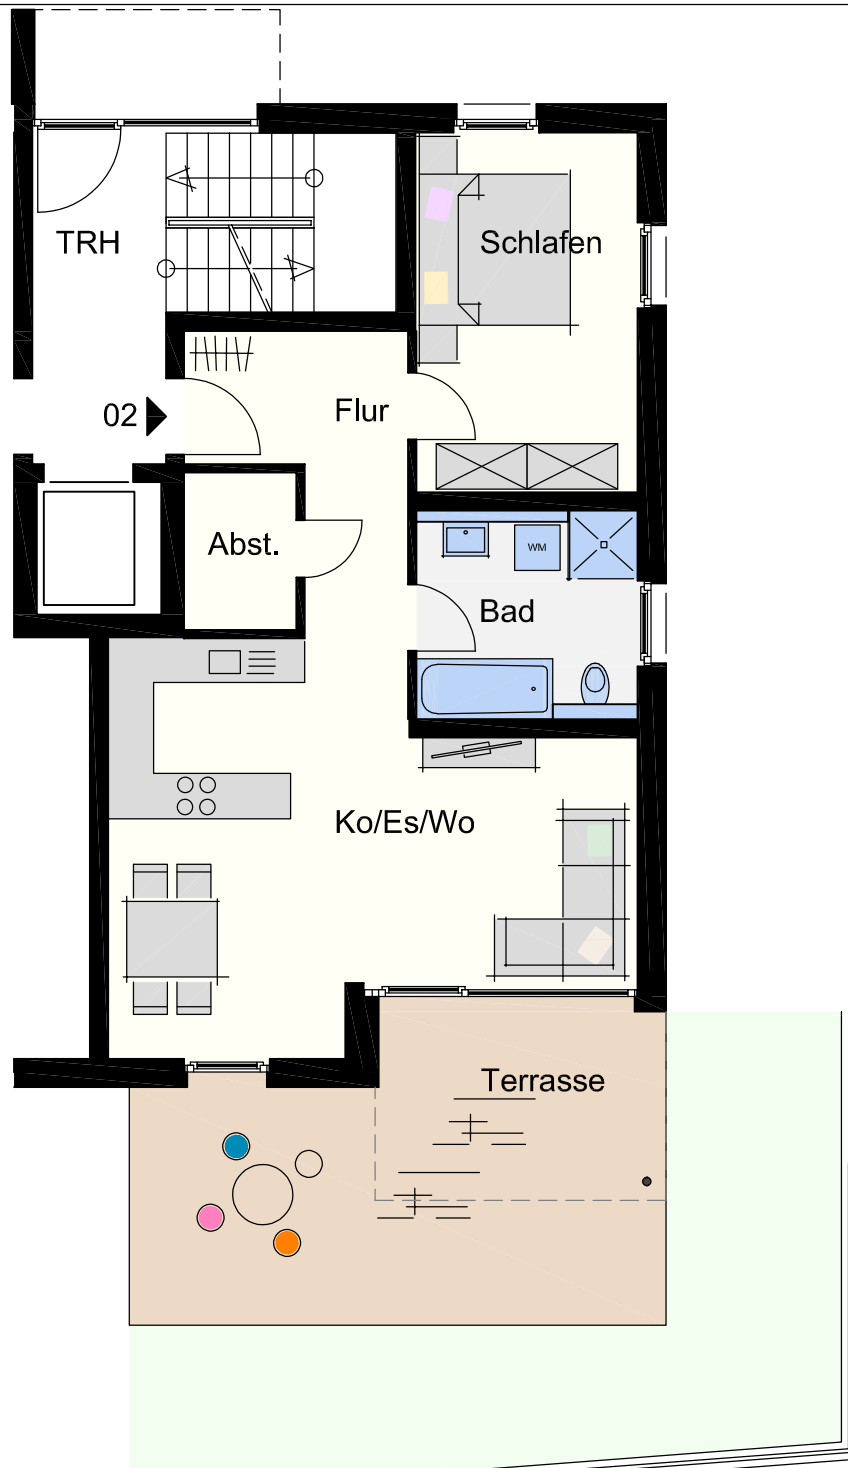 TRH
Schlafen
02
Flur
Abst.
WM
Bad
Ko/Es/Wo
Terrasse